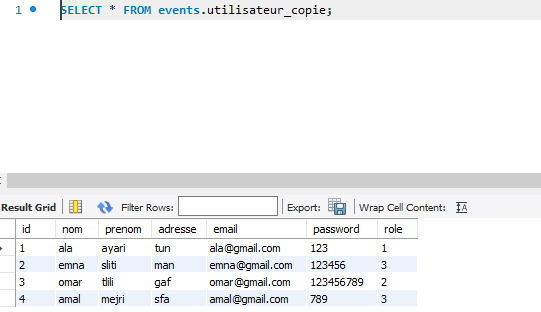 1 SELECT * FROM events.utilisateur_copie;
Result Grid Filter Rows: Export: Wrap Cell Content:
id nom prenom adresse email password role
1 ala ayari tun ala@gmail.com 123 1
2 emna sliti man emna@gmail.com 123456 3
3 omar tlili gaf omar@gmail.com 123456789 2
4 amal mejri sfa amal@gmail.com 789 3